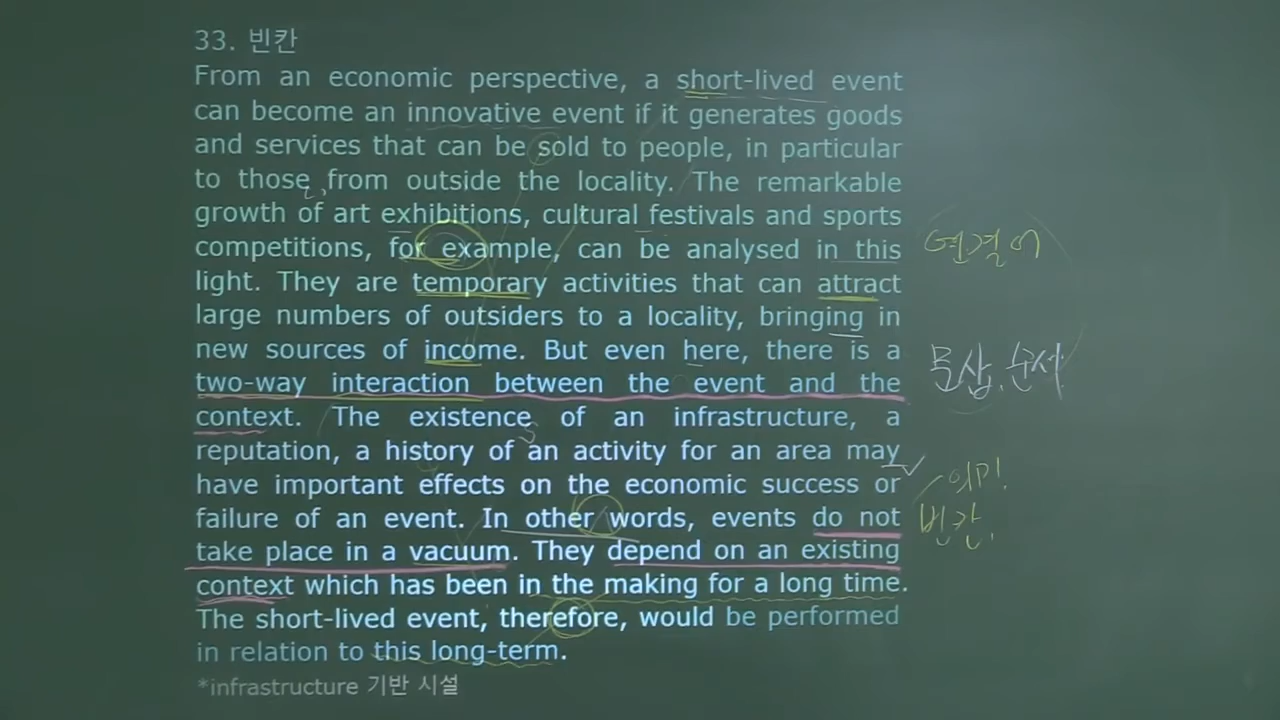 33. 빈칸
From an economic perspective, a short-lived event
can become an innovative event if it generates goods
and services that can be sold to people, in particular
to those from outside the locality. The remarkable
growth of art exhibitions, cultural festivals and sports
competitions, for example, can be analysed in this
light. They are temporary activities that can attract
large numbers of outsiders to a locality, bringing in
new sources of income. But even here, there is a
two-way interaction between the event and the
context. The existence of an infrastructure, a
reputation, a history of an activity for an area may
have important effects on the economic success or
failure of an event. In other words, events do not
take place in a vacuum. They depend on an existing
context which has been in the making for a long time.
The short-lived event, therefore, would be performed
in relation to this long-term.
*infrastructure 기반 시설
연결어
순서
의미
빈칸